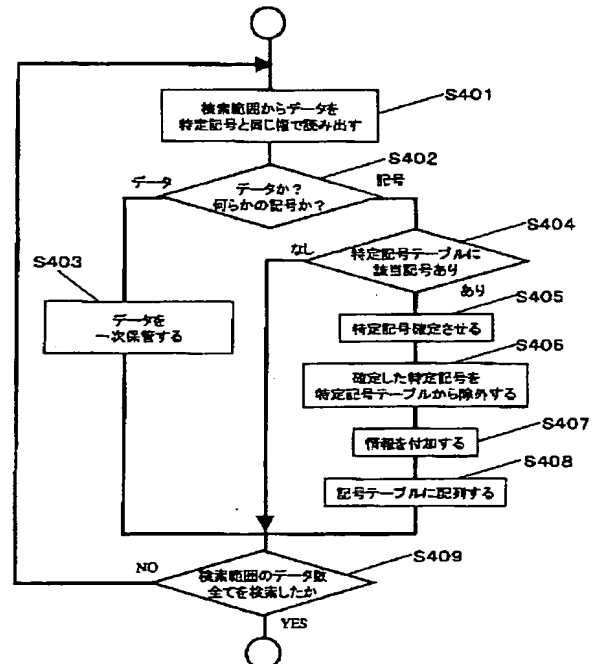 S401
検索範囲からデータを
特定記号と同じ権で読み出す
S402
データ
データか?
何らかの記号か?
記号
S404
なし
特定記号テーブルに
該当記号あり
あり
S403
データを
一次保管する
S405
特定記号確定させる
S406
確定した特定記号を
特定記号テーブルから除外する
S407
情報を付加する
S408
記号テーブルに配列する
S409
NO
検索範囲のデータ数
全てを検索したか
YES